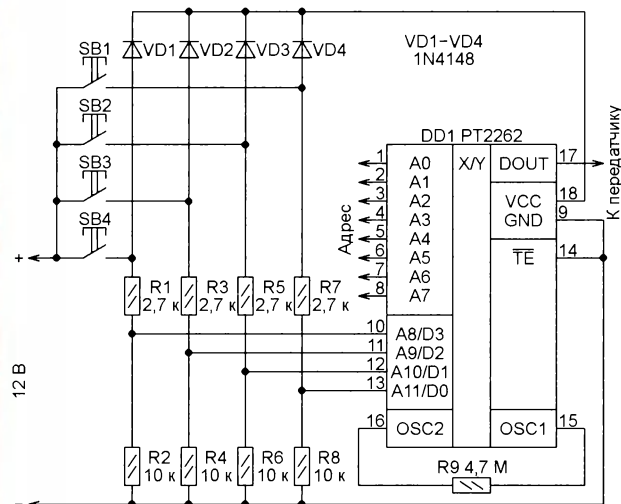 SB1
VD1
VD2
VD3
VD4
VD1-VD4
1N4148
SB2
SB3
SB4
DD1 PT2262
К передатчику
Адрес
1
2
3
4
5
6
7
8
A0
A1
A2
A3
A4
A5
A6
A7
X/Y
DOUT
17
VCC
18
GND
9
TE
14
+
R1
2,7 к
R3
2,7 к
R5
2,7 к
R7
2,7 к
10
11
12
13
A8/D3
A9/D2
A10/D1
A11/D0
12 В
16
OSC2
OSC1
15
R2
10 к
R4
10 к
R6
10 к
R8
10 к
R9 4,7 М
-